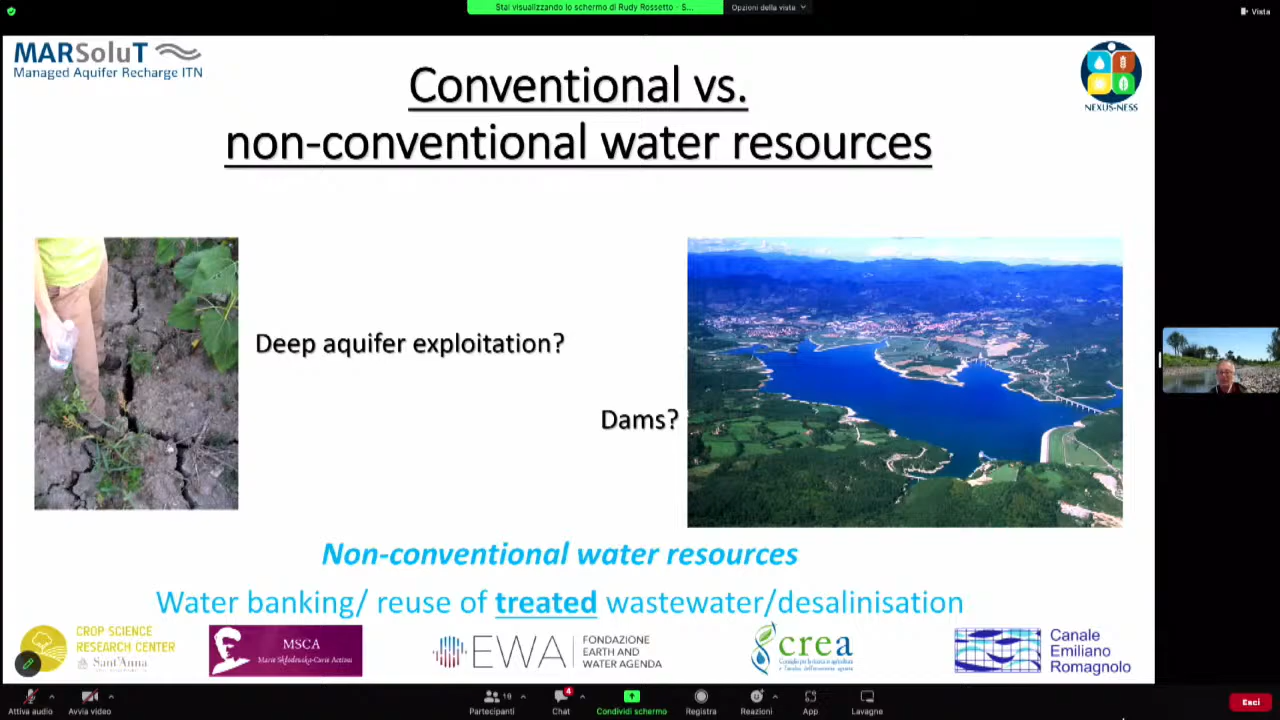 Stai visualizzando lo schermo di Rudy Rossetto - S...
Opzioni della vista
Vista
MARSoluT
Managed Aquifer Recharge ITN
Conventional vs.
non-conventional water resources
NEXUS-NESS
Deep aquifer exploitation?
Dams?
Non-conventional water resources
Water banking/ reuse of treated wastewater/desalinisation
CROP SCIENCE
RESEARCH CENTER
Sant'Anna
MSCA
Marie Skłodowska-Curie Actions
EWA
FONDAZIONE
EARTH AND
WATER AGENDA
crea
Canale
Emiliano
Romagnolo
Attiva audio
Avvia video
Partecipanti
Chat
4
Condividi schermo
Registra
Reazioni
App
Lavagne
Esci